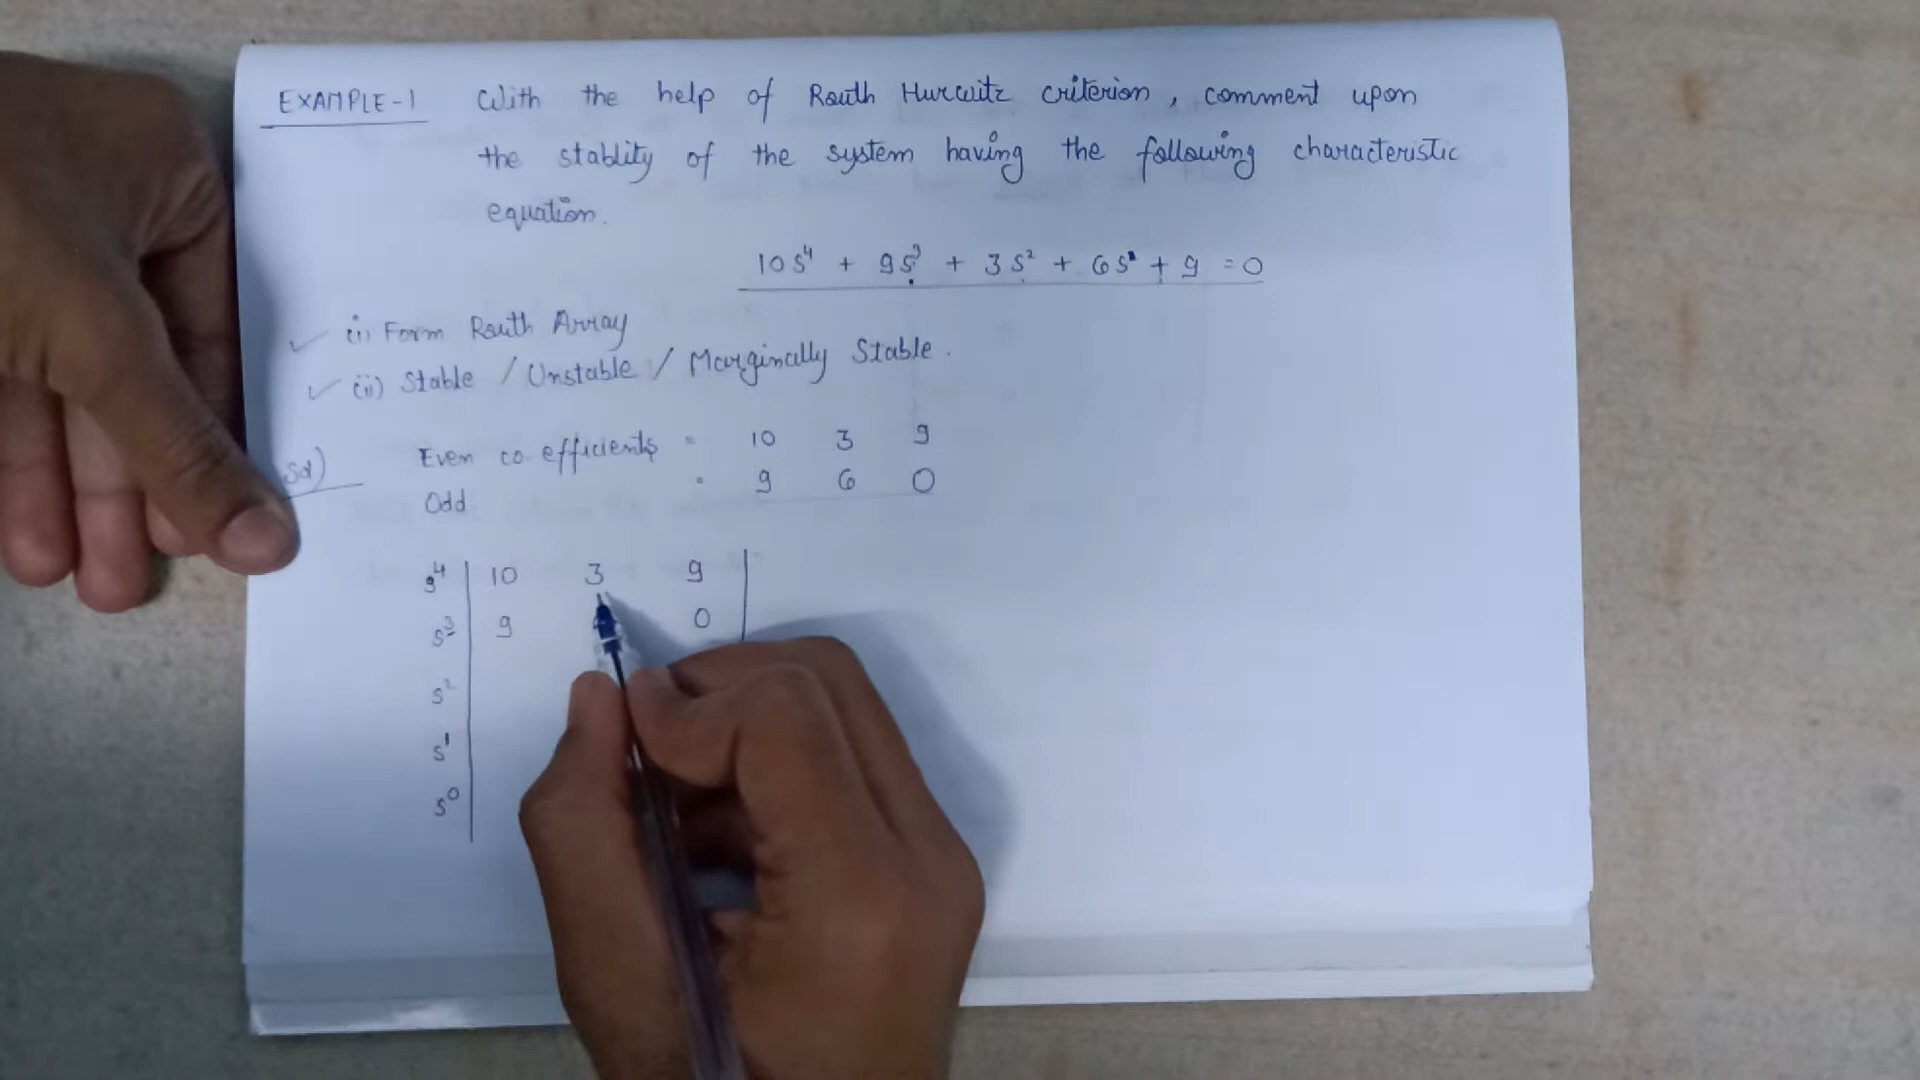 EXAMPLE-1 With the help of Routh Hurwitz criterion, comment upon
the stablity of the system having the following characteristic
equation.
10s⁴ + 9s³ + 3s² + 6s + 9 = 0
(i) Form Routh Array
(ii) Stable / Unstable / Marginally Stable.
Sol) Even co. efficients = 10 3 9
Odd = 9 6 0
s⁴ 10 3 9
s³ 9 0
s²
s¹
s⁰